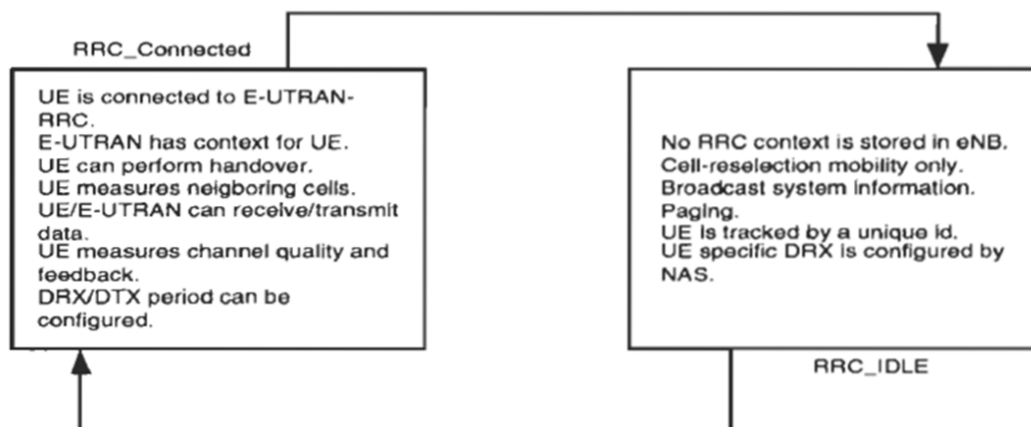 RRC_Connected
UE is connected to E-UTRAN-
RRC.
E-UTRAN has context for UE.
UE can perform handover.
UE measures neigboring cells.
UE/E-UTRAN can receive/transmit
data.
UE measures channel quality and
feedback.
DRX/DTX period can be
configured.
No RRC context is stored in eNB.
Cell-reselection mobility only.
Broadcast system information.
Paging.
UE is tracked by a unique id.
UE specific DRX is configured by
NAS.
RRC_IDLE